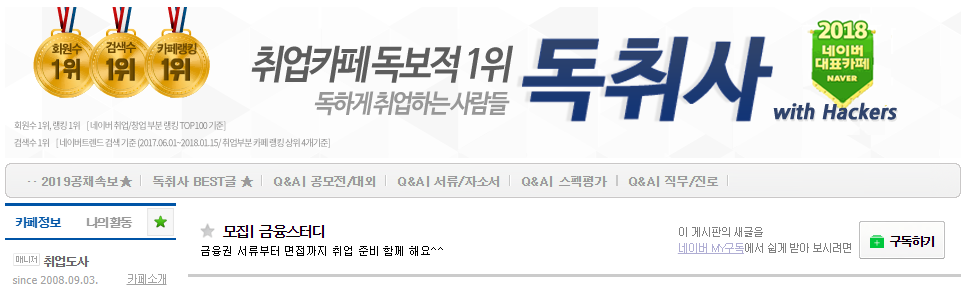 회원수
1위
검색수
1위
카페랭킹
1위
취업카페 독보적 1위
독하게 취업하는 사람들
독취사
with Hackers
2018
네이버
대표카페
NAVER
회원수 1위, 랭킹 1위 [ 네이버 취업/창업 부분 랭킹 TOP100 기준]
검색수 1위 [ 네이버트렌드 검색 기준 (2017.06.01~2018.01.15/ 취업부분 카페 랭킹 상위 4개기준]
-- 2019공채속보★ | 독취사 BEST글 ★ | Q&A| 공모전/대외 | Q&A| 서류/자소서 | Q&A| 스펙평가 | Q&A| 직무/진로 |
카페정보 나의활동 ★
매니저 취업도사
since 2008.09.03. 카페소개
★ 모집| 금융스터디
금융권 서류부터 면접까지 취업 준비 함께 해요^^
이 게시판의 새글을
네이버 MY구독에서 쉽게 받아 보시려면
구독하기